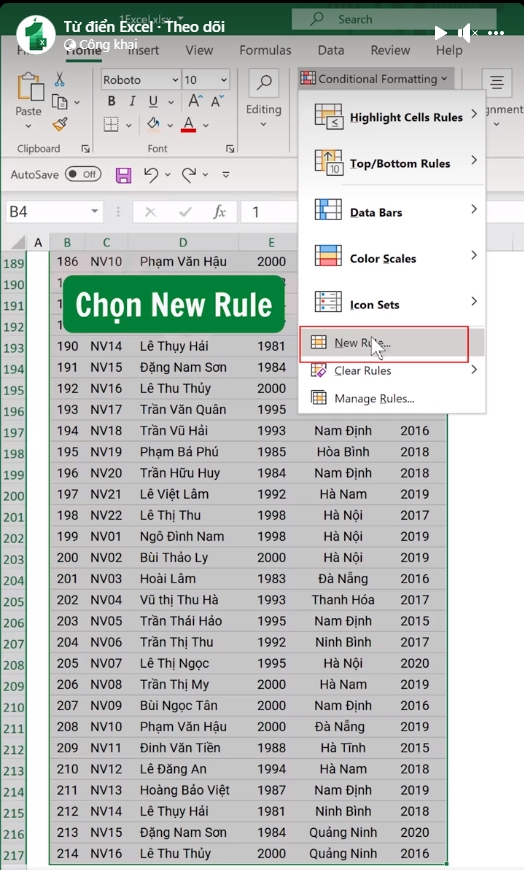 1Excel.xlsx
Search
Từ điển Excel · Theo dõi
Công khai
Home Insert View Formulas Data Review Help
Paste
Clipboard
Roboto 10
B I U
A A
Font
Editing
Conditional Formatting
AutoSave Off
B4 fx 1
Highlight Cells Rules
Top/Bottom Rules
10
Data Bars
Color Scales
Icon Sets
New Rule...
Clear Rules
Manage Rules...
A B C D E
Chọn New Rule
189 186 NV10 Phạm Văn Hậu 2000
190
191
192
193 190 NV14 Lê Thụy Hải 1981
194 191 NV15 Đặng Nam Sơn 1984
195 192 NV16 Lê Thu Thủy 2000
196 193 NV17 Trần Văn Quân 1995
197 194 NV18 Trần Vũ Hải 1993 Nam Định 2016
198 195 NV19 Phạm Bá Phú 1985 Hòa Bình 2018
199 196 NV20 Trần Hữu Huy 1984 Nam Định 2018
200 197 NV21 Lê Việt Lâm 1992 Hà Nam 2019
201 198 NV22 Lê Thị Thu 1998 Hà Nội 2017
202 199 NV01 Ngô Đình Nam 1998 Hà Nội 2019
203 200 NV02 Bùi Thảo Ly 2000 Hà Nội 2019
204 201 NV03 Hoài Lâm 1983 Đà Nẵng 2016
205 202 NV04 Vũ thị Thu Hà 1993 Thanh Hóa 2017
206 203 NV05 Trần Thái Hảo 1995 Nam Định 2015
207 204 NV06 Trần Thị Thu 1992 Ninh Bình 2017
208 205 NV07 Lê Thị Ngọc 1995 Hà Nội 2020
209 206 NV08 Trần Thị My 2000 Hà Nam 2019
210 207 NV09 Bùi Ngọc Tân 2000 Nam Định 2016
211 208 NV10 Phạm Văn Hậu 2000 Đà Nẵng 2019
212 209 NV11 Đinh Văn Tiền 1988 Hà Tĩnh 2015
213 210 NV12 Lê Đăng An 1994 Hà Nam 2018
214 211 NV13 Hoàng Bảo Việt 1987 Nam Định 2019
215 212 NV14 Lê Thụy Hải 1981 Ninh Bình 2018
216 213 NV15 Đặng Nam Sơn 1984 Quảng Ninh 2020
217 214 NV16 Lê Thu Thủy 2000 Quảng Ninh 2016